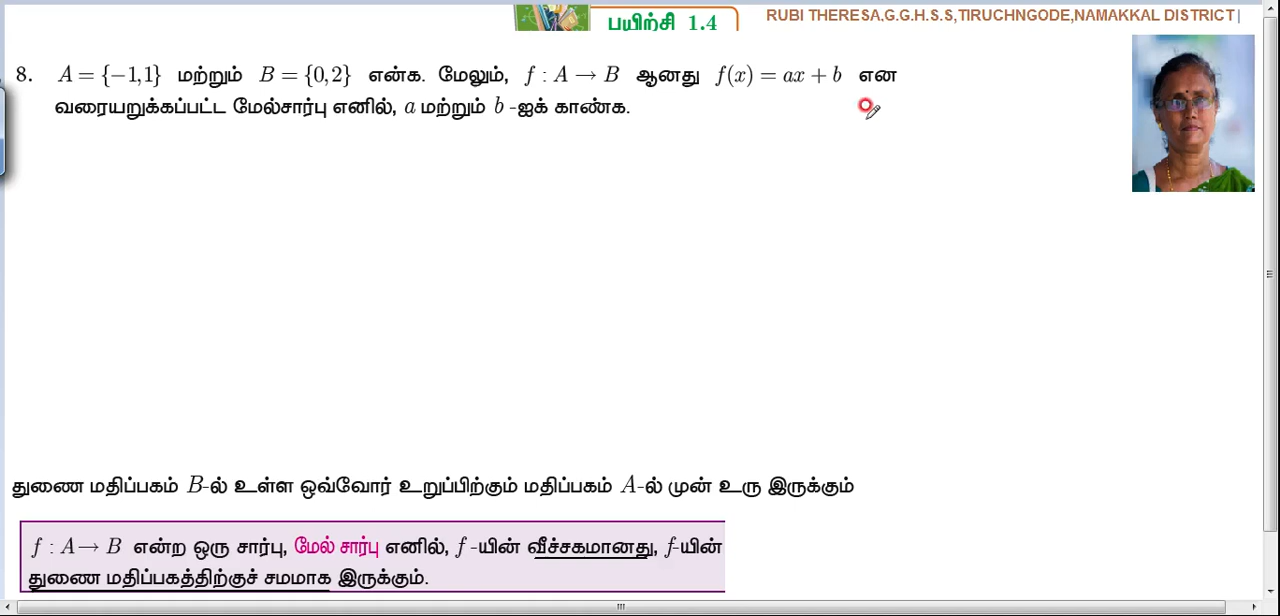 பயிற்சி 1.4
RUBI THERESA,G.G.H.S.S,TIRUCHNGODE,NAMAKKAL DISTRICT|
8. A = {−1,1} மற்றும் B = {0,2} என்க. மேலும், f : A → B ஆனது f(x) = ax + b என
வரையறுக்கப்பட்ட மேல்சார்பு எனில், a மற்றும் b -ஐக் காண்க.
துணை மதிப்பகம் B-ல் உள்ள ஒவ்வோர் உறுப்பிற்கும் மதிப்பகம் A-ல் முன் உரு இருக்கும்
f : A → B என்ற ஒரு சார்பு, மேல் சார்பு எனில், f -யின் வீச்சகமானது, f-யின்
துணை மதிப்பகத்திற்குச் சமமாக இருக்கும்.